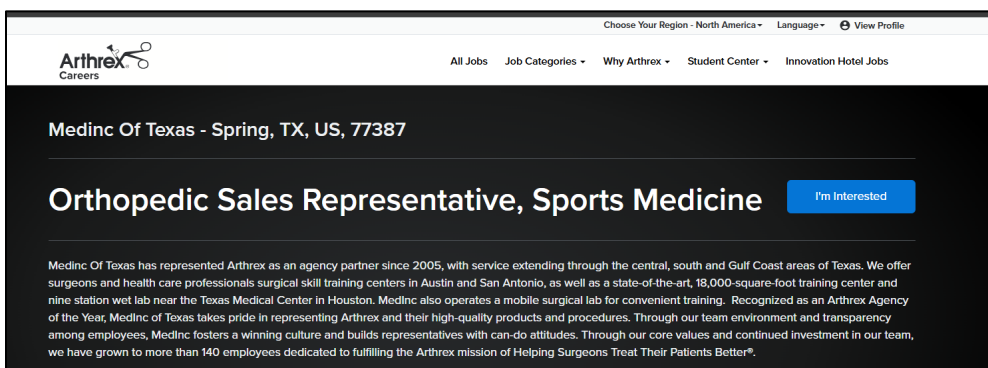 Choose Your Region - North America Language View Profile
Arthrex
Careers
All Jobs Job Categories Why Arthrex Student Center Innovation Hotel Jobs
Medinc Of Texas - Spring, TX, US, 77387
Orthopedic Sales Representative, Sports Medicine
I'm Interested
Medinc Of Texas has represented Arthrex as an agency partner since 2005, with service extending through the central, south and Gulf Coast areas of Texas. We offer
surgeons and health care professionals surgical skill training centers in Austin and San Antonio, as well as a state-of-the-art, 18,000-square-foot training center and
nine station wet lab near the Texas Medical Center in Houston. MedInc also operates a mobile surgical lab for convenient training. Recognized as an Arthrex Agency
of the Year, MedInc of Texas takes pride in representing Arthrex and their high-quality products and procedures. Through our team environment and transparency
among employees, MedInc fosters a winning culture and builds representatives with can-do attitudes. Through our core values and continued investment in our team,
we have grown to more than 140 employees dedicated to fulfilling the Arthrex mission of Helping Surgeons Treat Their Patients Better®.